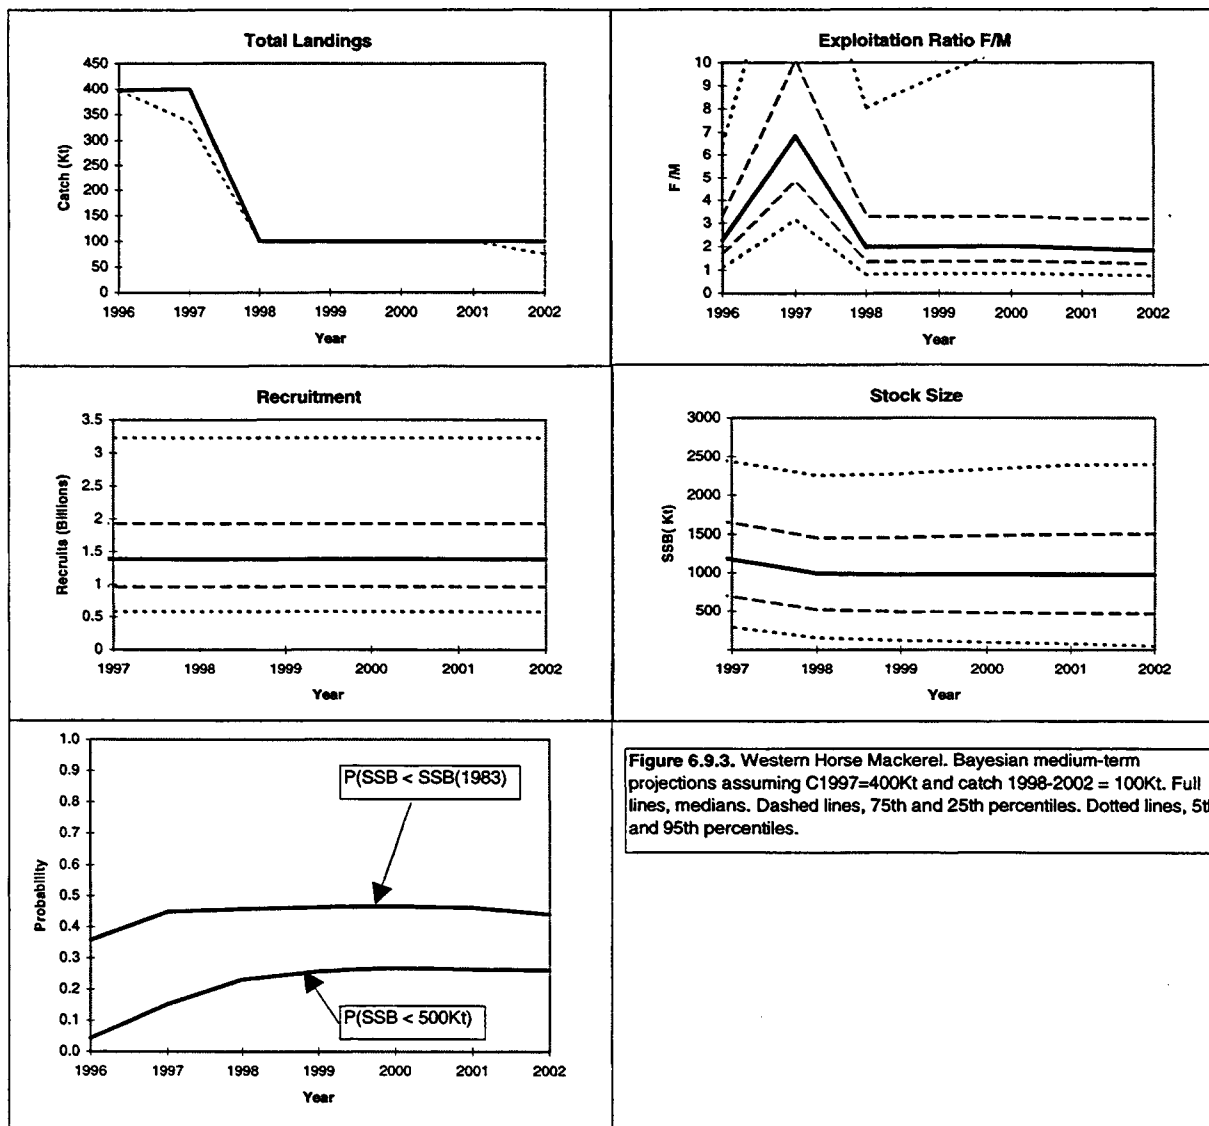 Total Landings
450
400
350
300
250
200
150
100
50
0
Catch (Kt)
1996 1997 1998 1999 2000 2001 2002
Year
Exploitation Ratio F/M
10
9
8
7
6
5
4
3
2
1
0
F /M
1996 1997 1998 1999 2000 2001 2002
Year
Recruitment
3.5
3
2.5
2
1.5
1
0.5
0
Recruits (Billions)
1997 1998 1999 2000 2001 2002
Year
Stock Size
3000
2500
2000
1500
1000
500
SSB( Kt)
1997 1998 1999 2000 2001 2002
Year
1.0
0.9
0.8
0.7
0.6
0.5
0.4
0.3
0.2
0.1
0.0
Probability
P(SSB < SSB(1983)
P(SSB < 500Kt)
1996 1997 1998 1999 2000 2001 2002
Year
Figure 6.9.3. Western Horse Mackerel. Bayesian medium-term
projections assuming C1997=400Kt and catch 1998-2002 = 100Kt. Full
lines, medians. Dashed lines, 75th and 25th percentiles. Dotted lines, 5th
and 95th percentiles.